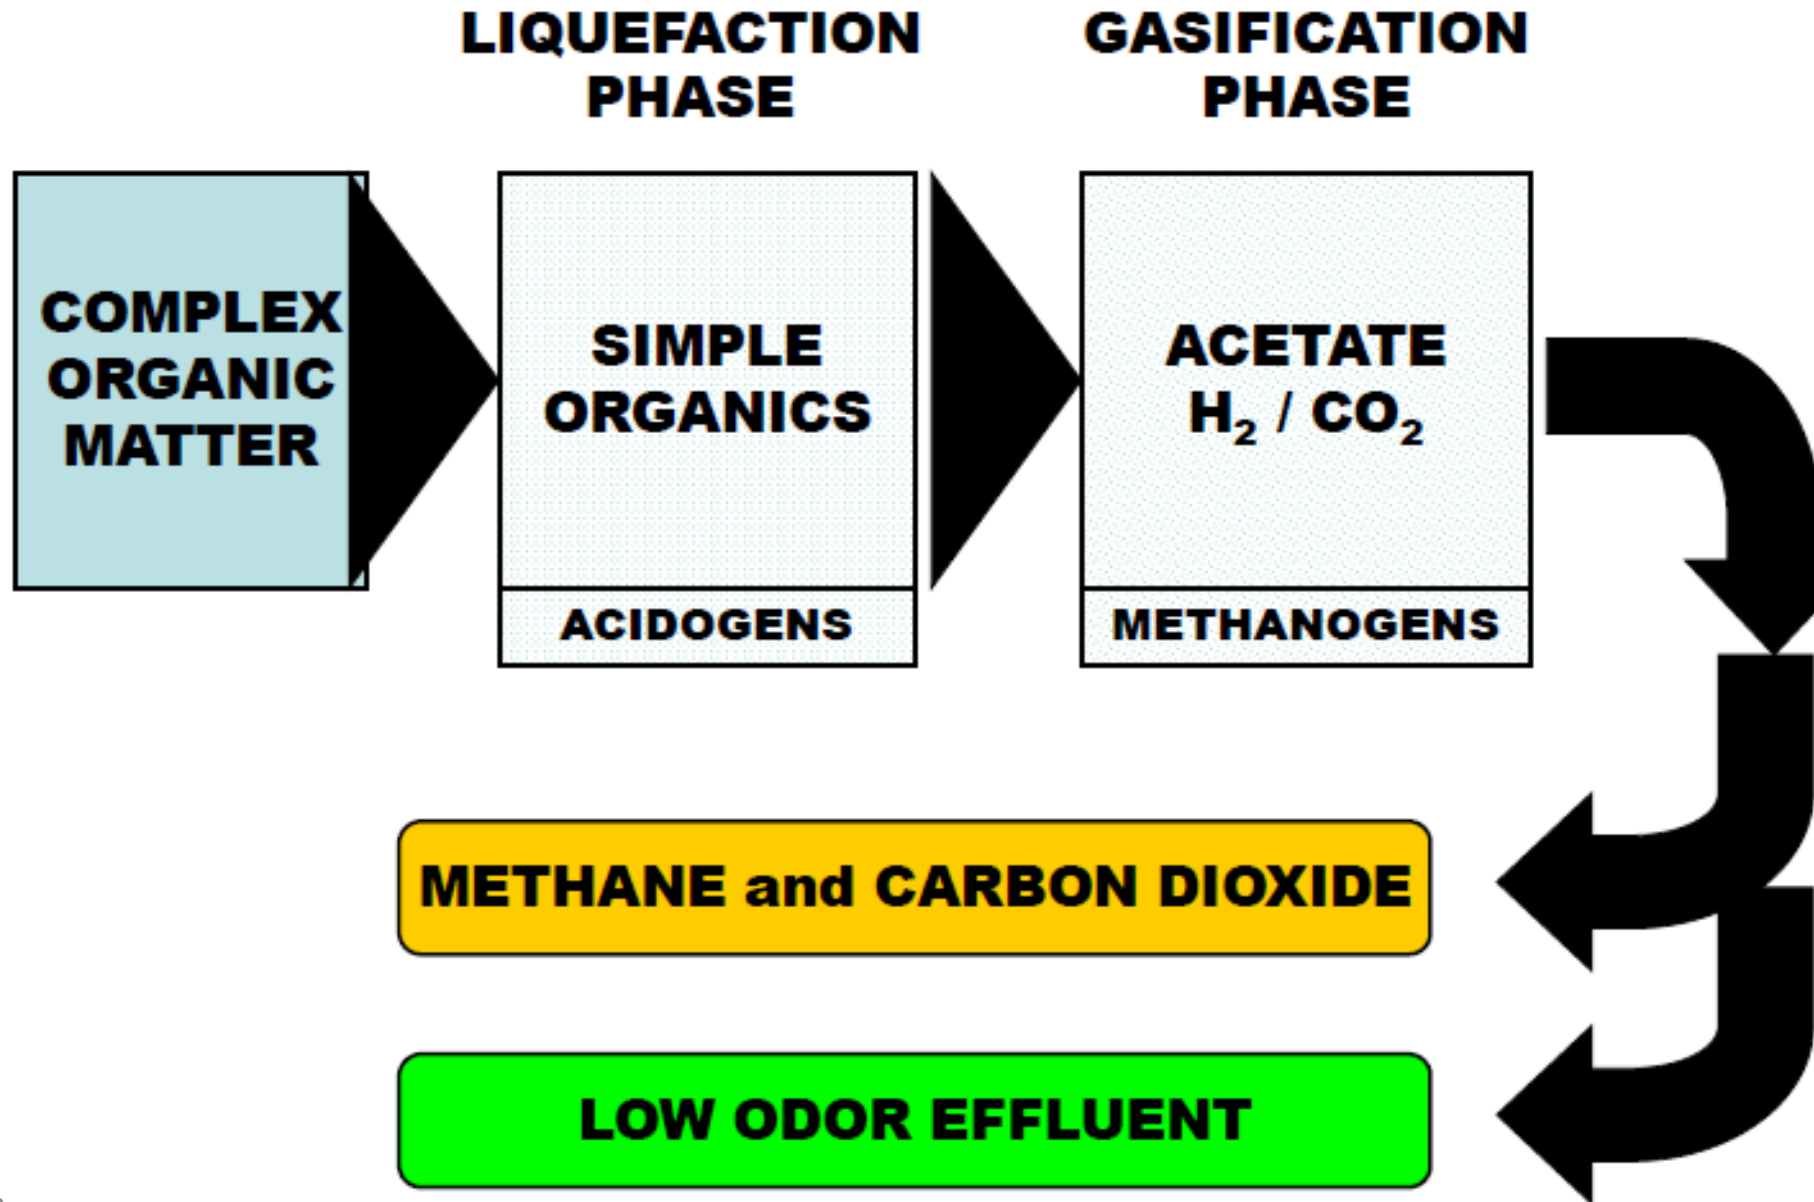 LIQUEFACTION
PHASE
GASIFICATION
PHASE
COMPLEX
ORGANIC
MATTER
SIMPLE
ORGANICS
ACIDOGENS
ACETATE
H₂ / CO₂
METHANOGENS
METHANE and CARBON DIOXIDE
LOW ODOR EFFLUENT